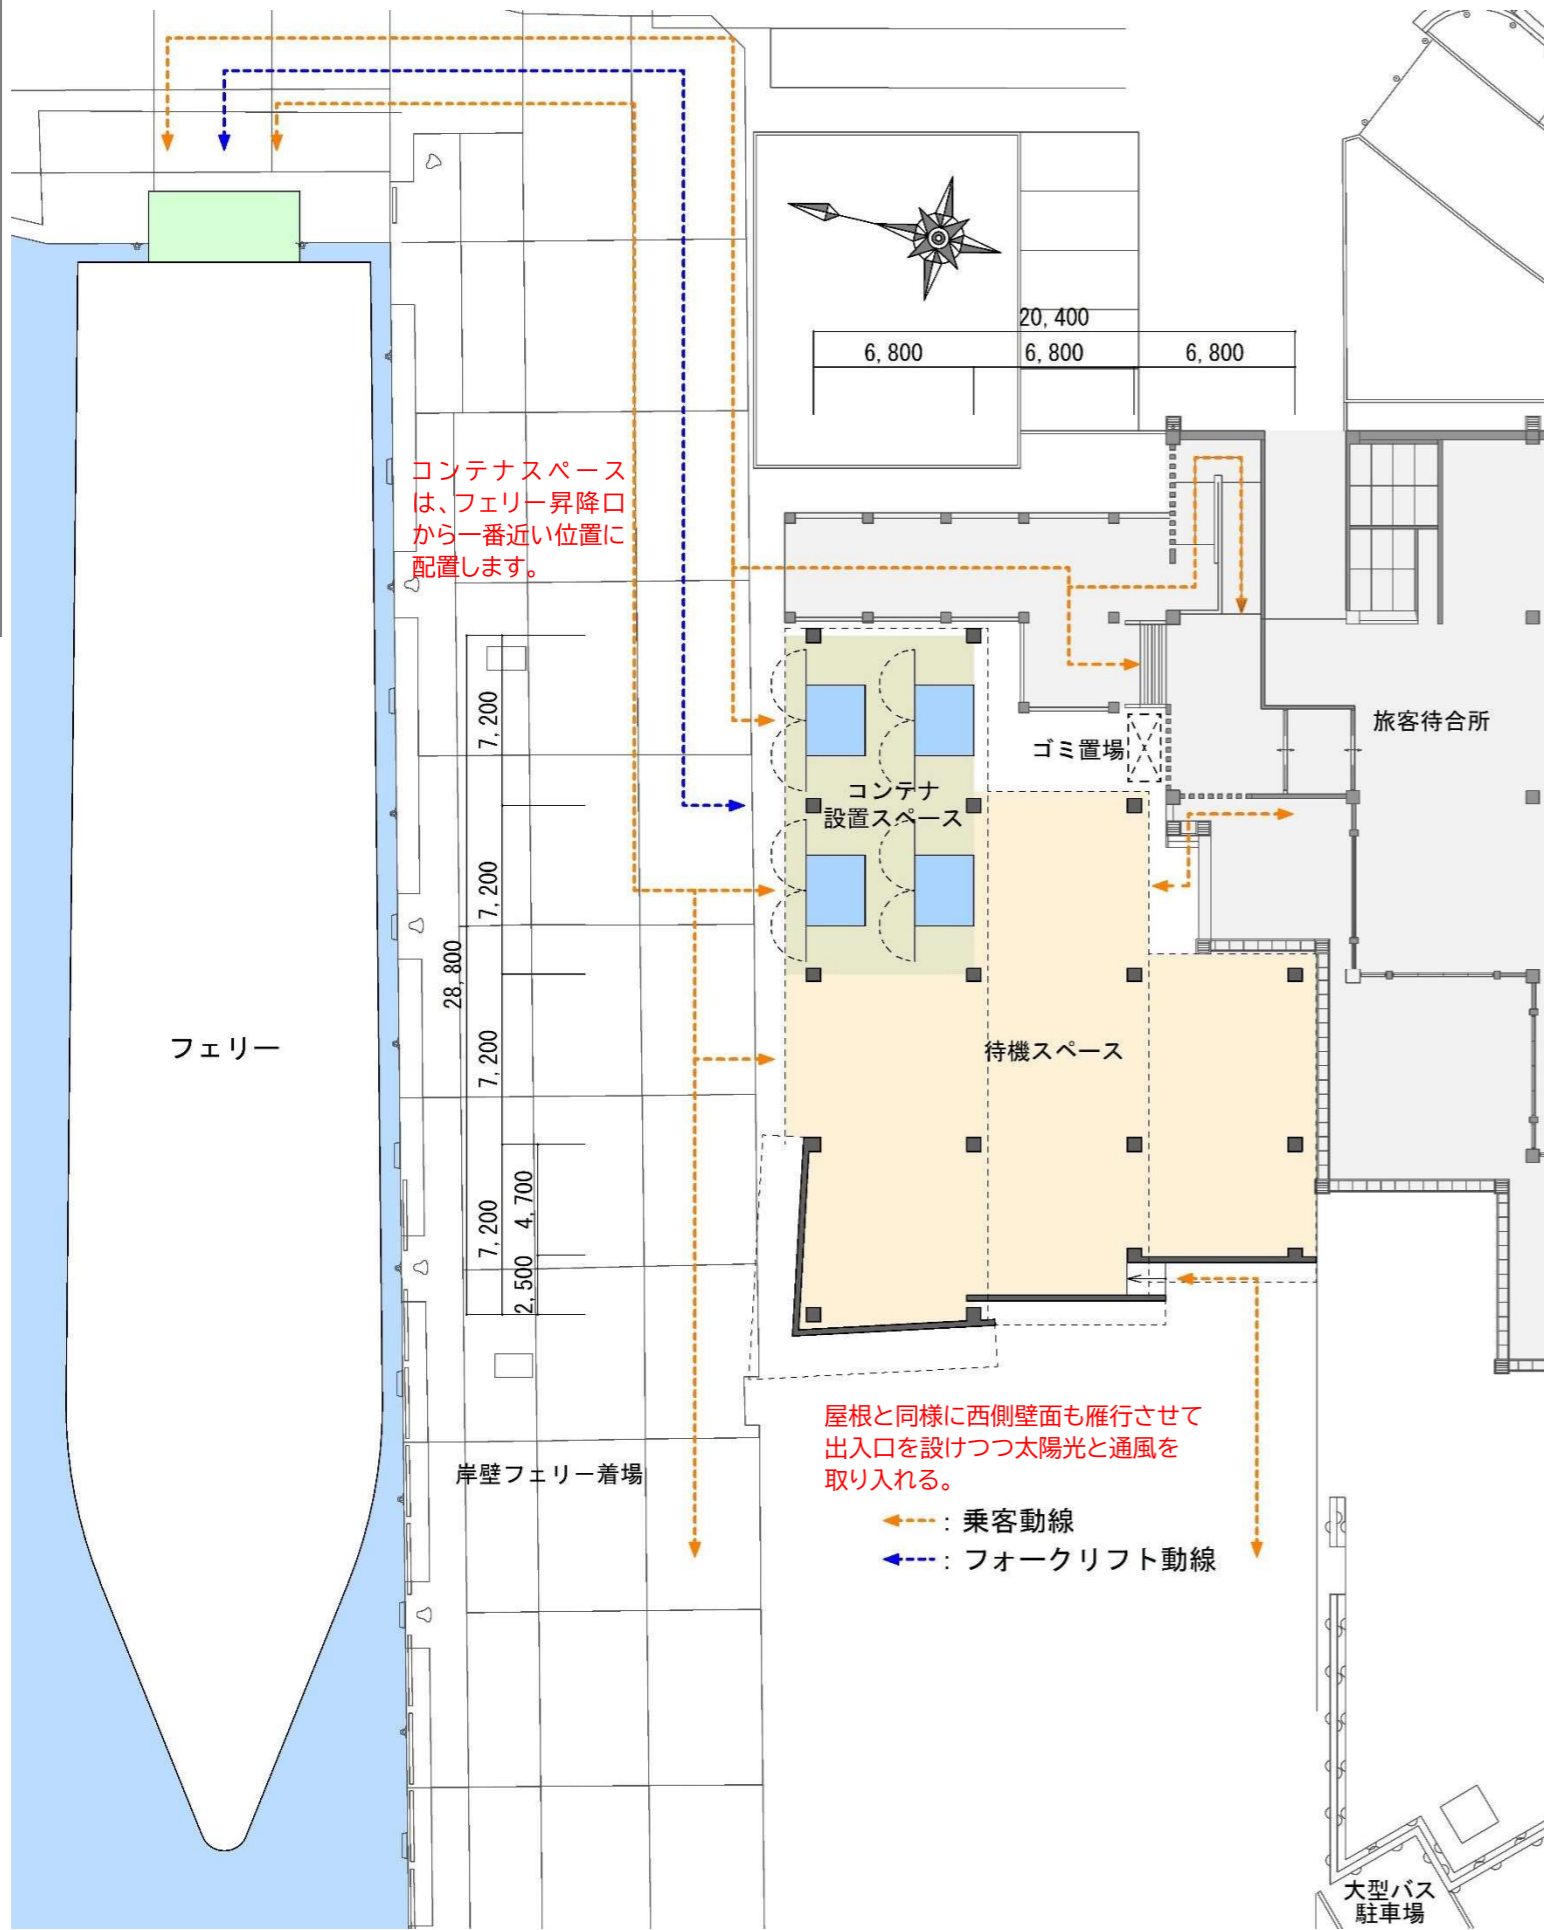 20,400
6,800
6,800
6,800
コンテナスペース
は、フェリー昇降口
から一番近い位置に
配置します。
7,200
7,200
28,800
7,200
7,200
4,700
2,500
旅客待合所
ゴミ置場
コンテナ
設置スペース
フェリー
待機スペース
屋根と同様に西側壁面も雁行させて
出入口を設けつつ太陽光と通風を
取り入れる。
岸壁フェリー着場
：乗客動線
：フォークリフト動線
大型バス
駐車場